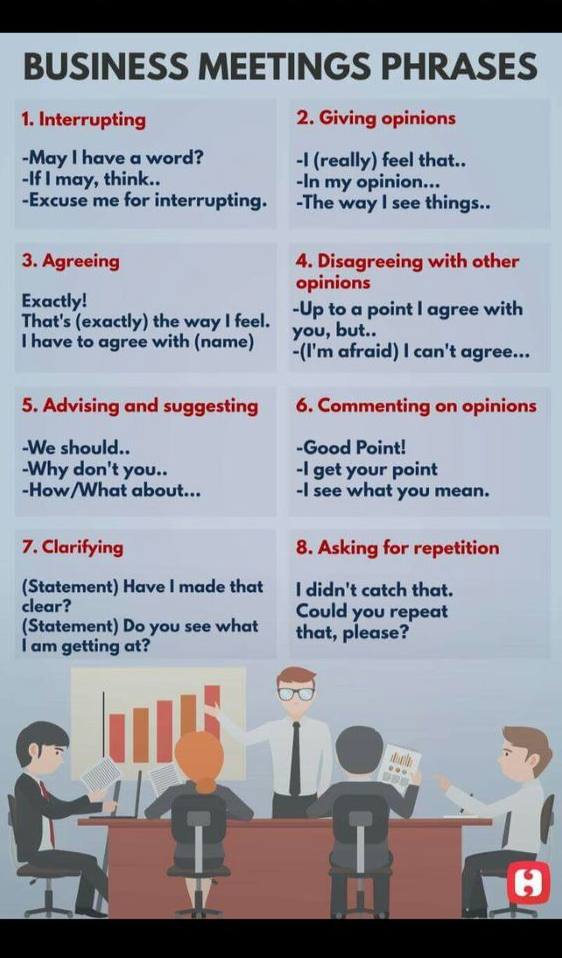 BUSINESS MEETINGS PHRASES
1. Interrupting
-May I have a word?
-If I may, think..
-Excuse me for interrupting.
2. Giving opinions
-I (really) feel that..
-In my opinion...
-The way I see things..
3. Agreeing
Exactly!
That's (exactly) the way I feel.
I have to agree with (name)
4. Disagreeing with other
opinions
-Up to a point I agree with
you, but..
-(I'm afraid) I can't agree...
5. Advising and suggesting
-We should..
-Why don't you..
-How/What about...
6. Commenting on opinions
-Good Point!
-I get your point
-I see what you mean.
7. Clarifying
(Statement) Have I made that
clear?
(Statement) Do you see what
I am getting at?
8. Asking for repetition
I didn't catch that.
Could you repeat
that, please?